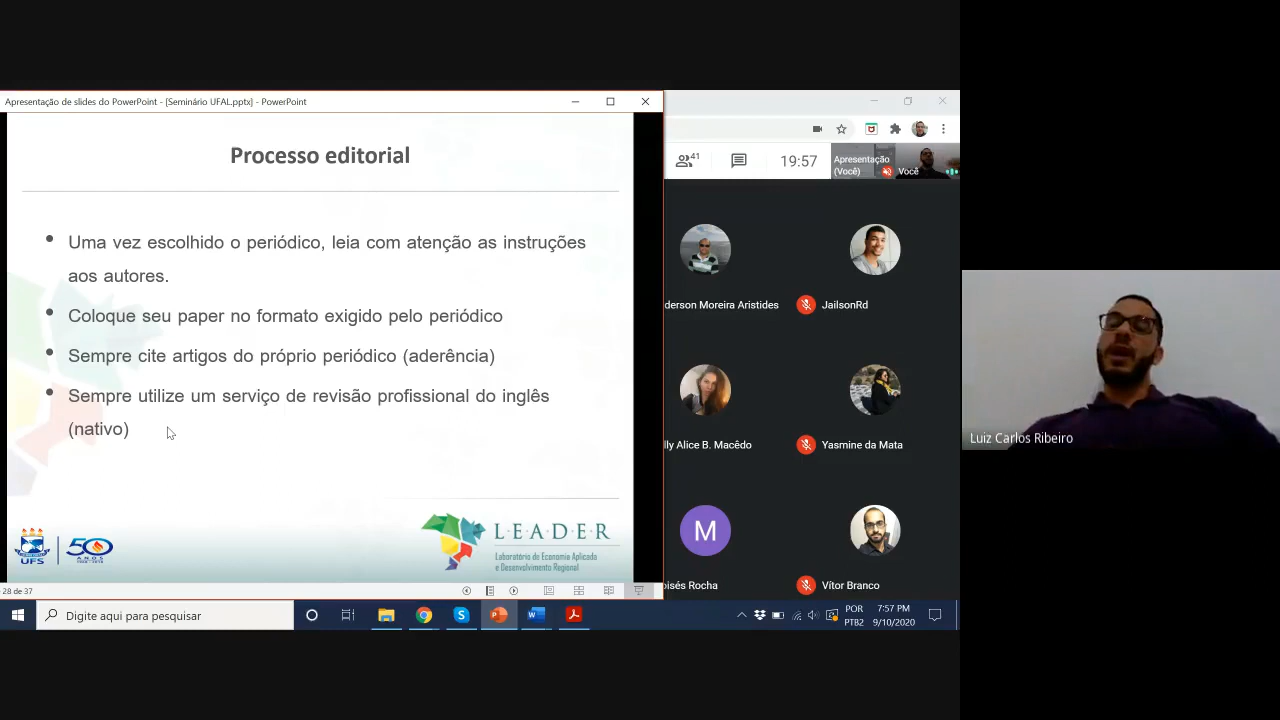 Apresentação de slides do PowerPoint - [Seminário UFAL.pptx] - PowerPoint
Processo editorial
Uma vez escolhido o periódico, leia com atenção as instruções
aos autores.
Coloque seu paper no formato exigido pelo periódico
Sempre cite artigos do próprio periódico (aderência)
Sempre utilize um serviço de revisão profissional do inglês
(nativo)
UFS
50
ANOS
LEADER
Laboratório de Economia Aplicada
e Desenvolvimento Regional
28 de 37
41
19:57
Apresentação
(Você)
Você
derson Moreira Aristides
JailsonRd
lly Alice B. Macêdo
Yasmine da Mata
M
oisés Rocha
Vítor Branco
Luiz Carlos Ribeiro
Digite aqui para pesquisar
POR
PTB2
7:57 PM
9/10/2020